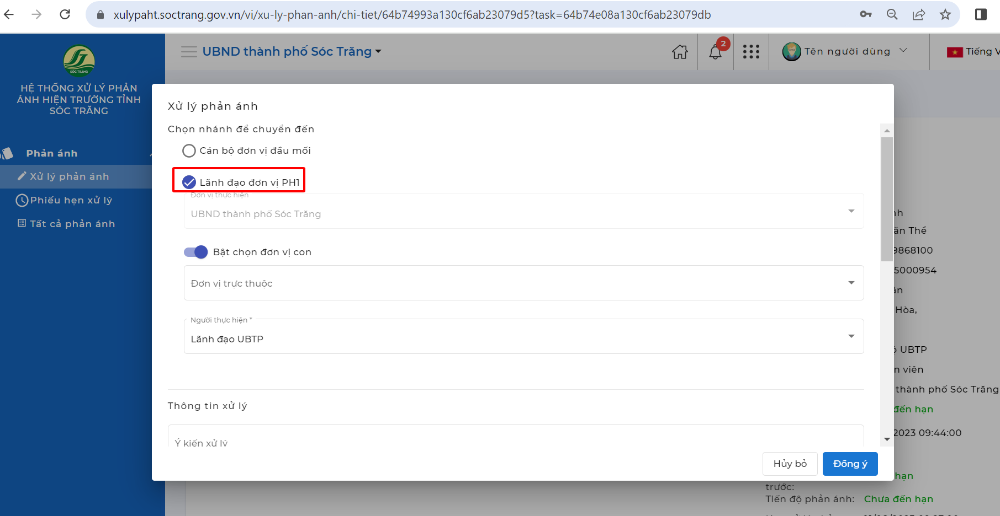 xulypaht.soctrang.gov.vn/vi/xu-ly-phan-anh/chi-tiet/64b74993a130cf6ab23079d5?task=64b74e08a130cf6ab23079db
SÓC TRĂNG
HỆ THỐNG XỬ LÝ PHẢN
ÁNH HIỆN TRƯỜNG TỈNH
SÓC TRĂNG
UBND thành phố Sóc Trăng
2
Tên người dùng
Tiếng V
Phản ánh
Xử lý phản ánh
Phiếu hẹn xử lý
Tất cả phản ánh
Xử lý phản ánh
Chọn nhánh để chuyển đến
Cán bộ đơn vị đầu mối
Lãnh đạo đơn vị PH1
Đơn vị thực hiện
UBND thành phố Sóc Trăng
Bật chọn đơn vị con
Đơn vị trực thuộc
Người thực hiện *
Lãnh đạo UBTP
Thông tin xử lý
Ý kiến xử lý
Hủy bỏ
Đồng ý
nh
ăn Thể
9868100
5000954
ân
Hòa,
UBTP
n viên
thành phố Sóc Trăng
đến hạn
2023 09:44:00
hạn
trước:
Tiến độ phản ánh: Chưa đến hạn